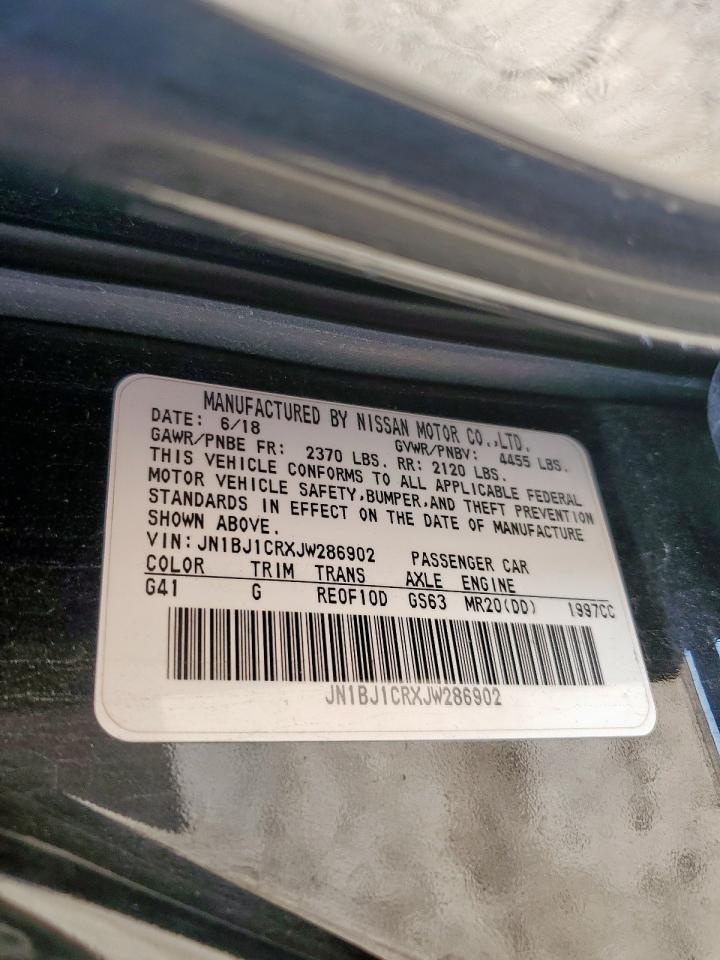 MANUFACTURED BY NISSAN MOTOR CO.,LTD.
DATE: 6/18 GVWR/PNBV: 4455 LBS.
GAWR/PNBE FR: 2370 LBS. RR: 2120 LBS.
THIS VEHICLE CONFORMS TO ALL APPLICABLE FEDERAL
MOTOR VEHICLE SAFETY,BUMPER,AND THEFT PREVENTION
STANDARDS IN EFFECT ON THE DATE OF MANUFACTURE
SHOWN ABOVE.
VIN:JN1BJ1CRXJW286902 PASSENGER CAR
COLOR TRIM TRANS AXLE ENGINE
G41 G REOF10D GS63 MR20(DD) 1997CC
JN1BJ1CRXJW286902